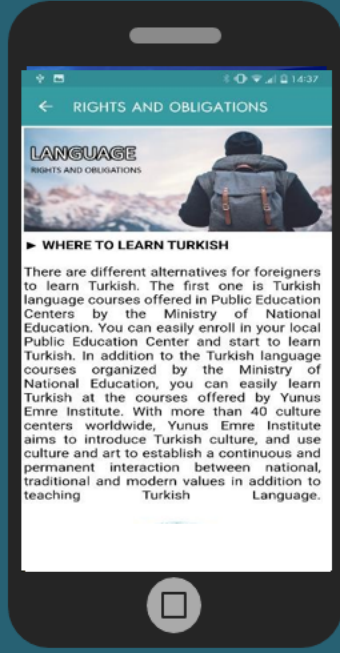 14:37
RIGHTS AND OBLIGATIONS
LANGUAGE
RIGHTS AND OBLIGATIONS
► WHERE TO LEARN TURKISH
There are different alternatives for foreigners
to learn Turkish. The first one is Turkish
language courses offered in Public Education
Centers by the Ministry of National
Education. You can easily enroll in your local
Public Education Center and start to learn
Turkish. In addition to the Turkish language
courses organized by the Ministry of
National Education, you can easily learn
Turkish at the courses offered by Yunus
Emre Institute. With more than 40 culture
centers worldwide, Yunus Emre Institute
aims to introduce Turkish culture, and use
culture and art to establish a continuous and
permanent interaction between national,
traditional and modern values in addition to
teaching Turkish Language.